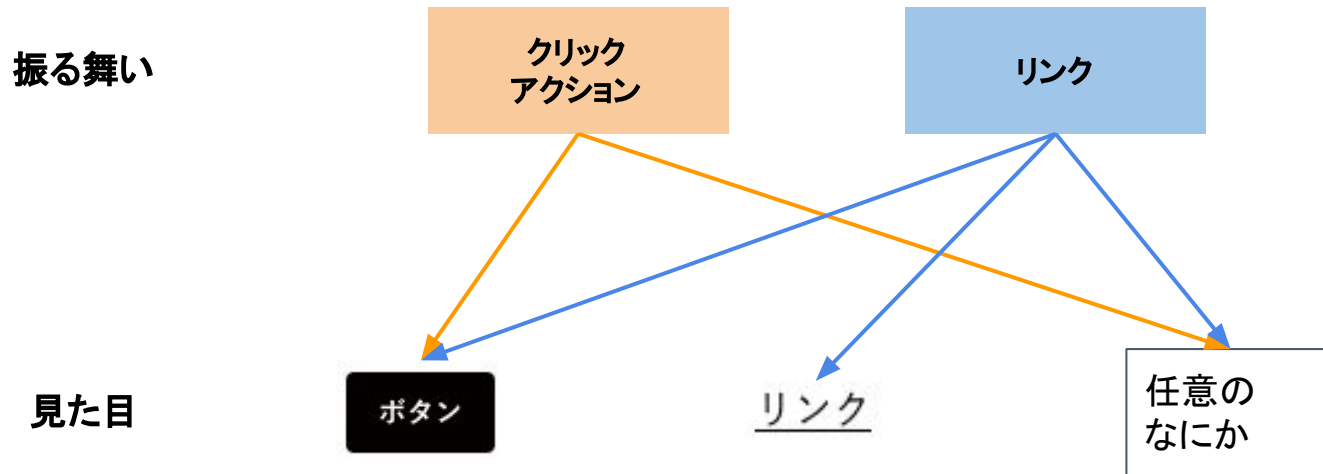 振る舞い
クリック
アクション
リンク
見た目
ボタン
リンク
任意の
なにか